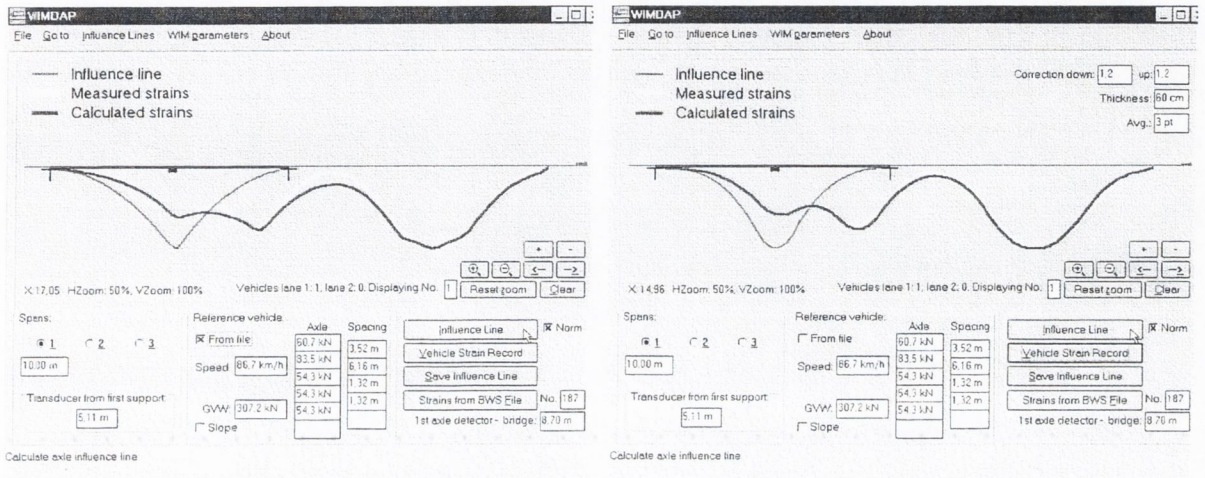 WIMDAP
File Go to Influence Lines WIM parameters About
Influence line
Measured strains
Calculated strains
+ -
<-- -->
X:17,05 HZoom: 50%, VZoom: 100% Vehicles lane 1: 1, lane 2: 0. Displaying No. 1 Reset zoom Clear
Spans:
1 2 3
10.00 m
Transducer from first support
5,11 m
Reference vehicle:
From file
Speed: 86,7 km/h
GVW: 307.2 kN
Slope
Axle
60.7 kN
83.5 kN
54.3 kN
54.3 kN
54.3 kN
Spacing
3,52 m
6,16 m
1,32 m
1,32 m
Influence Line Norm
Vehicle Strain Record
Save Influence Line
Strains from BWS File No. 187
1st axle detector - bridge: 8,70 m
Calculate axle influence line
WIMDAP
File Go to Influence Lines WIM parameters About
Influence line
Measured strains
Calculated strains
Correction down: 1.2 up: 1.2
Thickness: 60 cm
Avg.: 3 pt
+ -
<-- -->
X:14,96 HZoom: 50%, VZoom: 100% Vehicles lane 1: 1, lane 2: 0. Displaying No. 1 Reset zoom Clear
Spans:
1 2 3
10.00 m
Transducer from first support
5,11 m
Reference vehicle:
From file
Speed: 86,7 km/h
GVW: 307.2 kN
Slope
Axle
60.7 kN
83.5 kN
54.3 kN
54.3 kN
54.3 kN
Spacing
3,52 m
6,16 m
1,32 m
1,32 m
Influence Line Norm
Vehicle Strain Record
Save Influence Line
Strains from BWS File No. 187
1st axle detector - bridge: 8,70 m
Calculate axle influence line